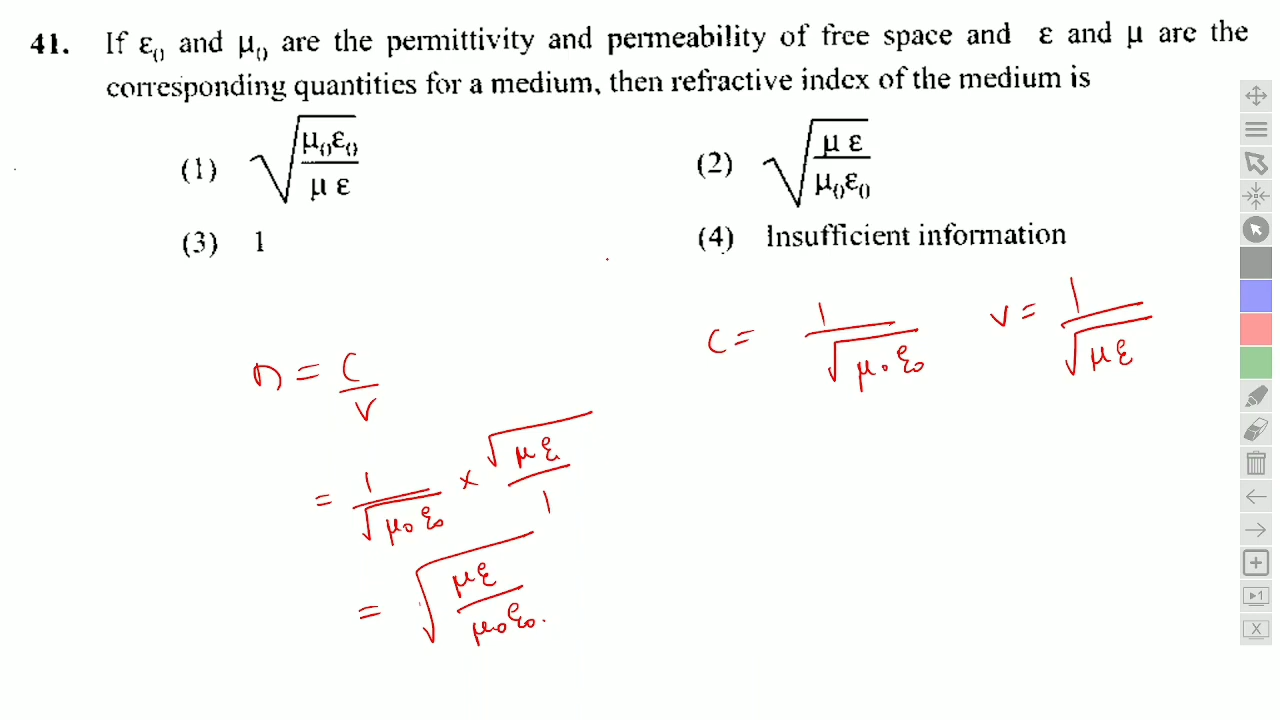 41. If ε₀ and μ₀ are the permittivity and permeability of free space and ε and μ are the
corresponding quantities for a medium, then refractive index of the medium is
(1) √(μ₀ε₀/μ ε) (2) √(μ ε/μ₀ε₀)
(3) 1 (4) Insufficient information
c = 1/√(μ₀ε₀) v = 1/√(με)
n = c/v
= 1/√(μ₀ε₀) × √(με)/1
= √(με/μ₀ε₀).